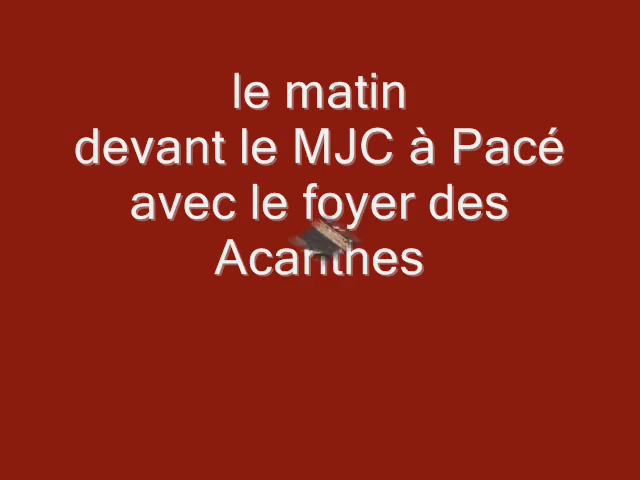 le matin
devant le MJC à Pacé
avec le foyer des
Acanthes